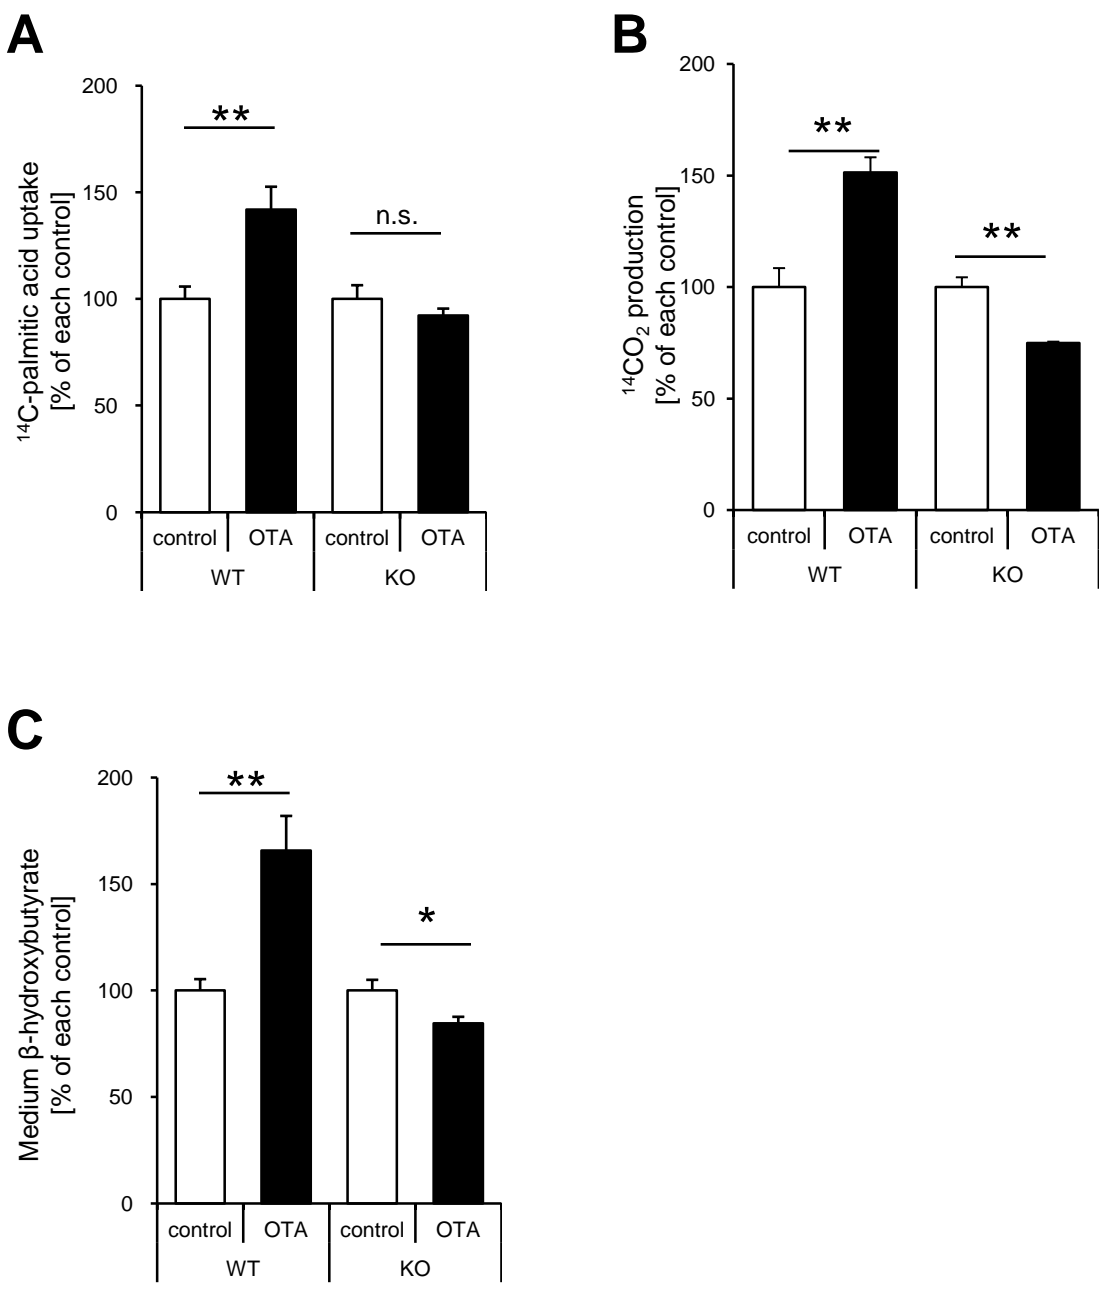 A
¹⁴C-palmitic acid uptake
[% of each control]
200
150
100
50
0
**
n.s.
control OTA control OTA
WT KO
B
¹⁴CO₂ production
[% of each control]
200
150
100
50
0
**
**
control OTA control OTA
WT KO
C
Medium β-hydroxybutyrate
[% of each control]
200
150
100
50
0
**
*
control OTA control OTA
WT KO